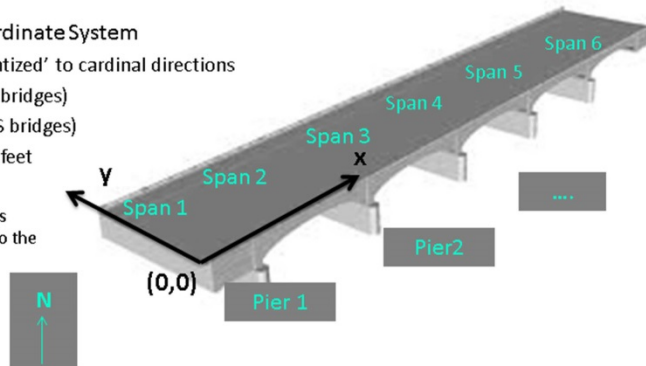 rdinate System
tized’ to cardinal directions
bridges)
S bridges)
feet
s
o the
Span 6
Span 5
Span 4
Span 3
x
Span 2
y
Span 1
(0,0)
....
Pier2
Pier 1
N